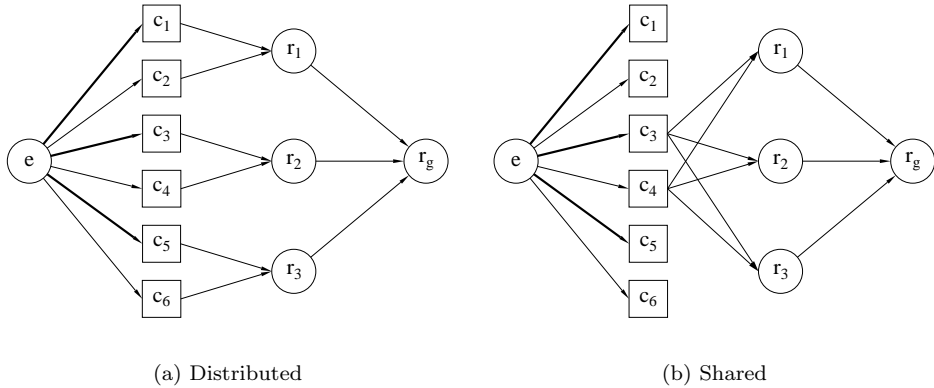 c1
c2
c3
c4
c5
c6
e
r1
r2
r3
rg
(a) Distributed
c1
c2
c3
c4
c5
c6
e
r1
r2
r3
rg
(b) Shared